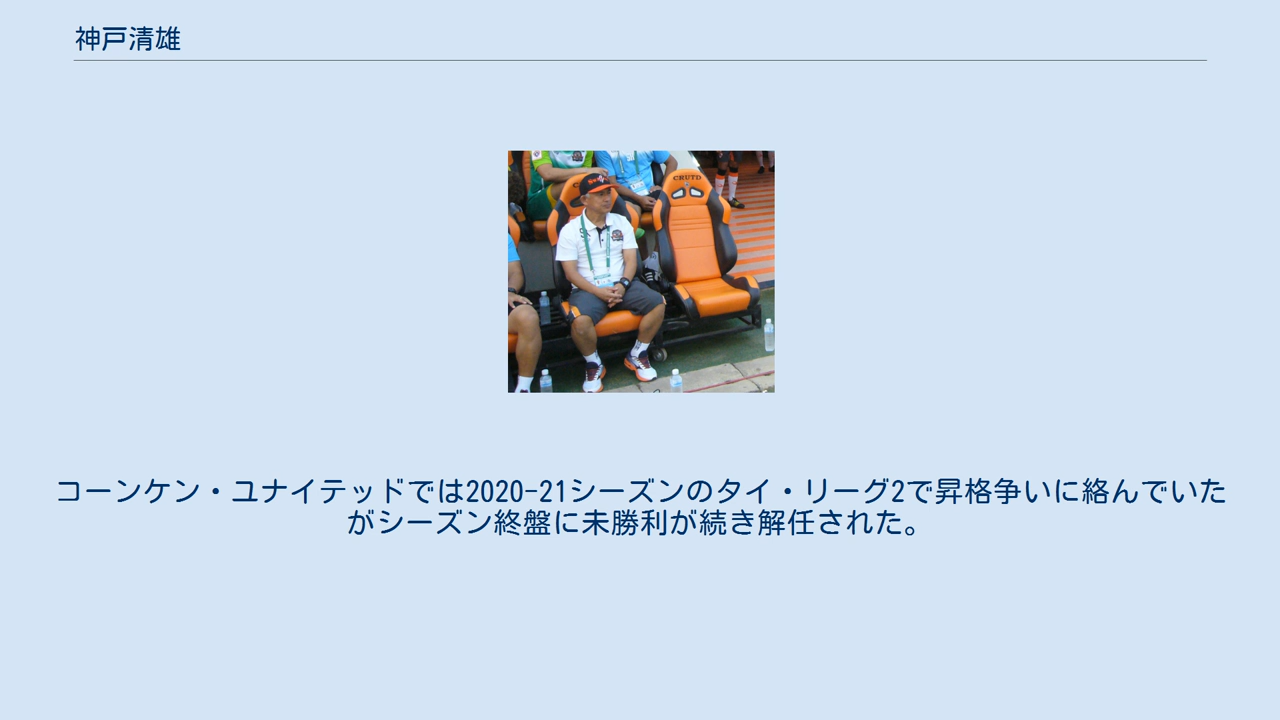 神戸清雄
CRUTD
コーンケン・ユナイテッドでは2020-21シーズンのタイ・リーグ2で昇格争いに絡んでいた
がシーズン終盤に未勝利が続き解任された。